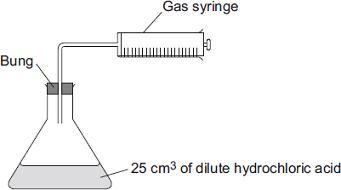 Gas syringe
Bung
25 cm³ of dilute hydrochloric acid